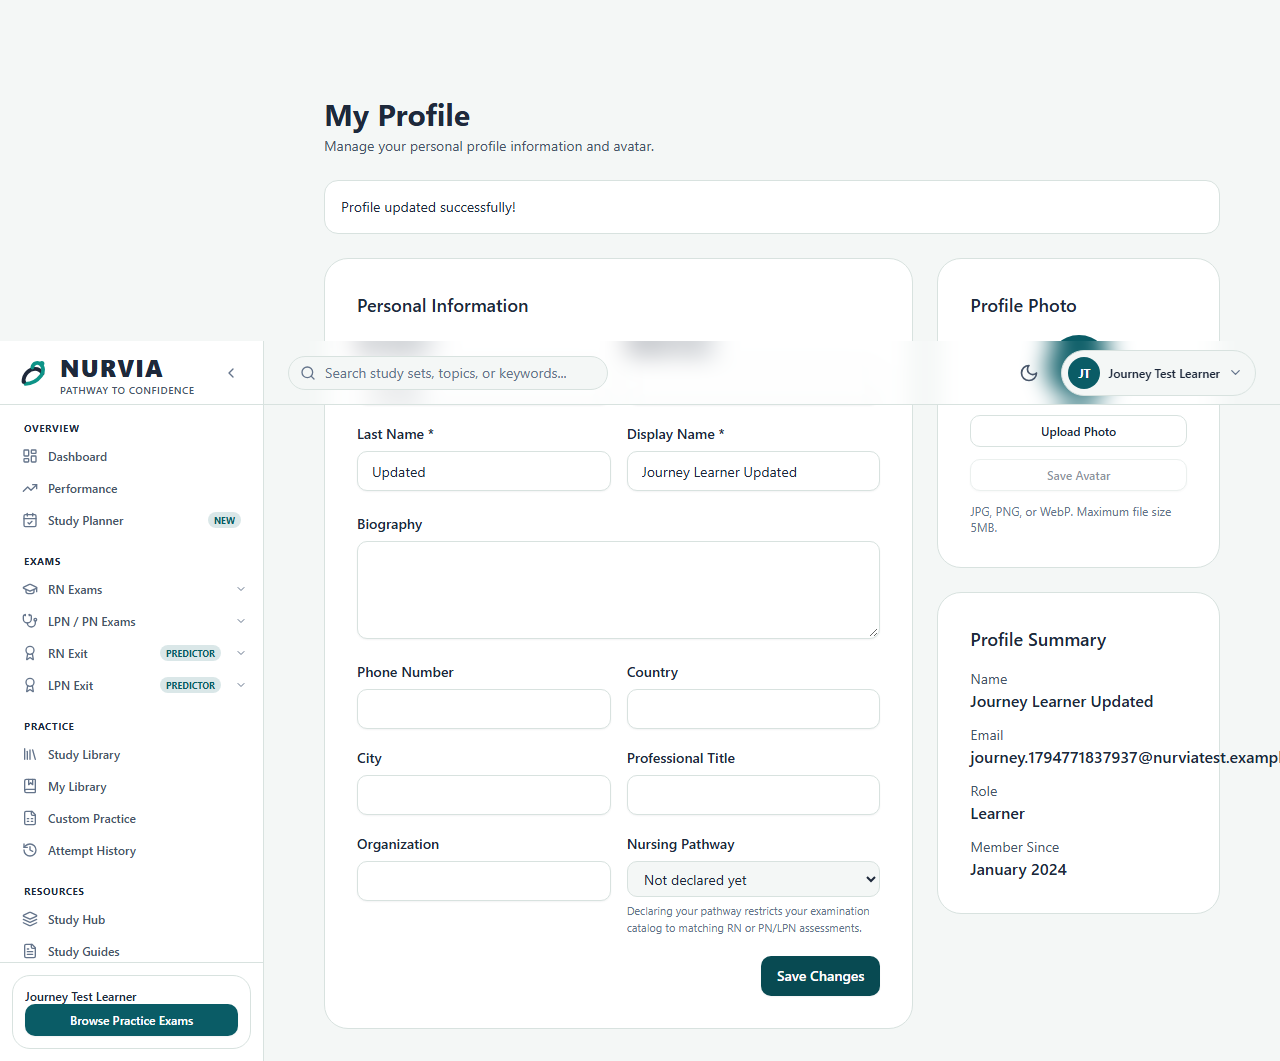 My Profile
Manage your personal profile information and avatar.
Profile updated successfully!
Personal Information
Profile Photo
NURVIA
PATHWAY TO CONFIDENCE
Search study sets, topics, or keywords...
JT
Journey Test Learner
OVERVIEW
Dashboard
Performance
Study Planner
NEW
EXAMS
RN Exams
LPN / PN Exams
RN Exit
PREDICTOR
LPN Exit
PREDICTOR
PRACTICE
Study Library
My Library
Custom Practice
Attempt History
RESOURCES
Study Hub
Study Guides
Journey Test Learner
Browse Practice Exams
Last Name *
Display Name *
Updated
Journey Learner Updated
Biography
Phone Number
Country
City
Professional Title
Organization
Nursing Pathway
Not declared yet
Declaring your pathway restricts your examination
catalog to matching RN or PN/LPN assessments.
Save Changes
Upload Photo
Save Avatar
JPG, PNG, or WebP. Maximum file size
5MB.
Profile Summary
Name
Journey Learner Updated
Email
journey.1794771837937@nurviatest.exampl
Role
Learner
Member Since
January 2024